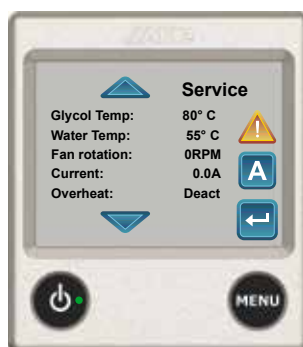 Service
Glycol Temp: 80° C
Water Temp: 55° C
Fan rotation: 0RPM
Current: 0.0A
Overheat: Deact
A
MENU